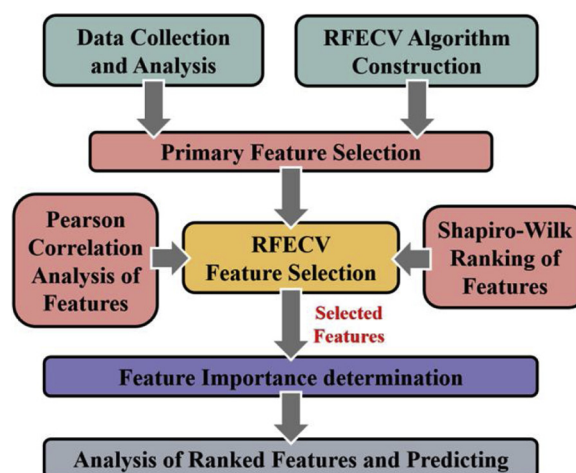 Data Collection
and Analysis
RFECV Algorithm
Construction
Primary Feature Selection
Pearson
Correlation
Analysis of
Features
RFECV
Feature Selection
Shapiro-Wilk
Ranking of
Features
Selected
Features
Feature Importance determination
Analysis of Ranked Features and Predicting